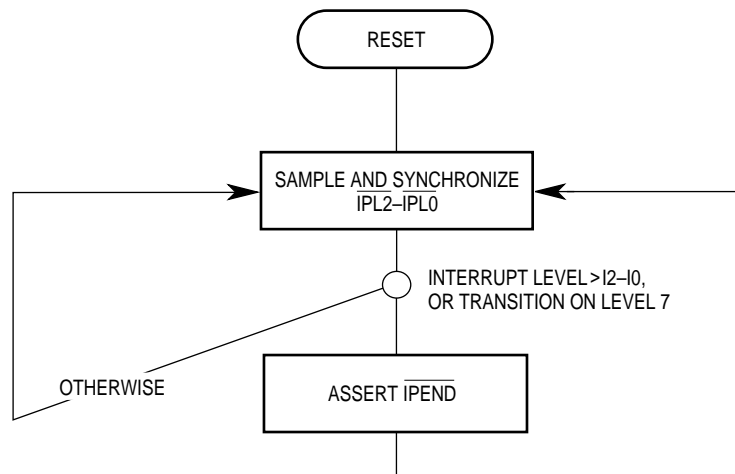 RESET
SAMPLE AND SYNCHRONIZE
IPL2–IPL0
INTERRUPT LEVEL > I2–I0,
OR TRANSITION ON LEVEL 7
OTHERWISE
ASSERT IPEND